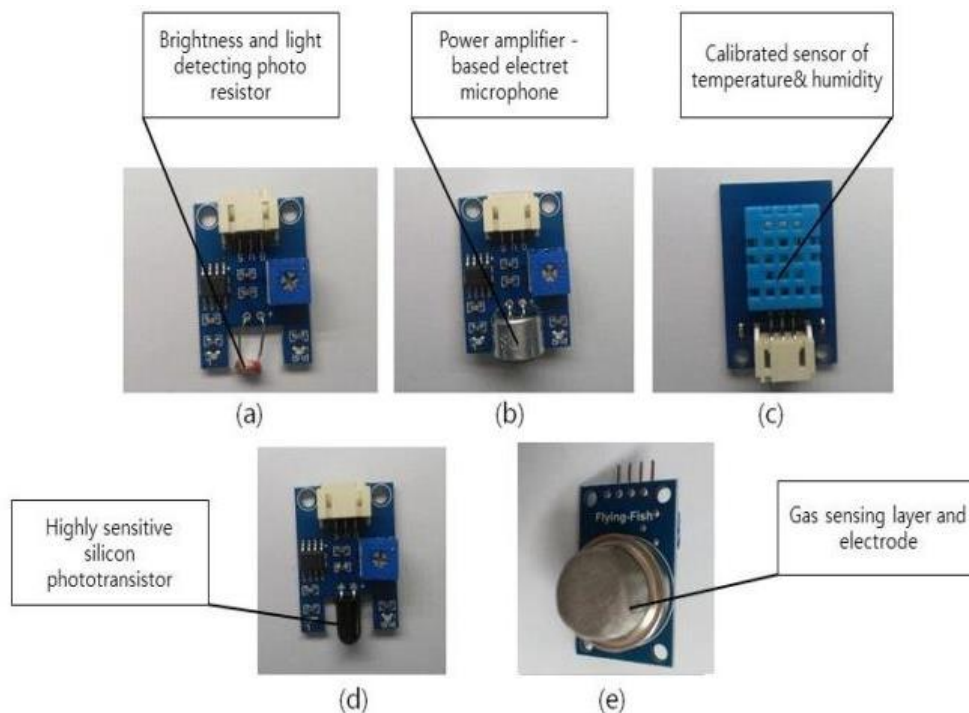 Brightness and light
detecting photo
resistor
Power amplifier -
based electret
microphone
Calibrated sensor of
temperature& humidity
(a)
(b)
(c)
Highly sensitive
silicon
phototransistor
Flying-Fish
Gas sensing layer and
electrode
(d)
(e)